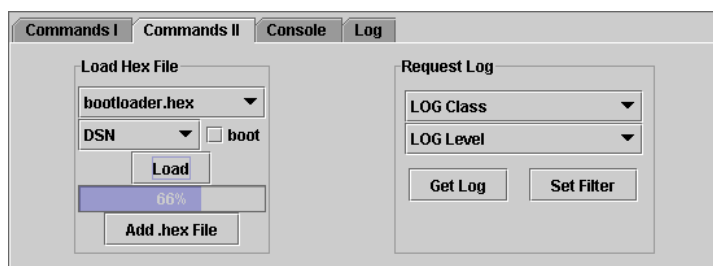 Commands I Commands II Console Log
Load Hex File
bootloader.hex
DSN boot
Load
66%
Add .hex File
Request Log
LOG Class
LOG Level
Get Log Set Filter